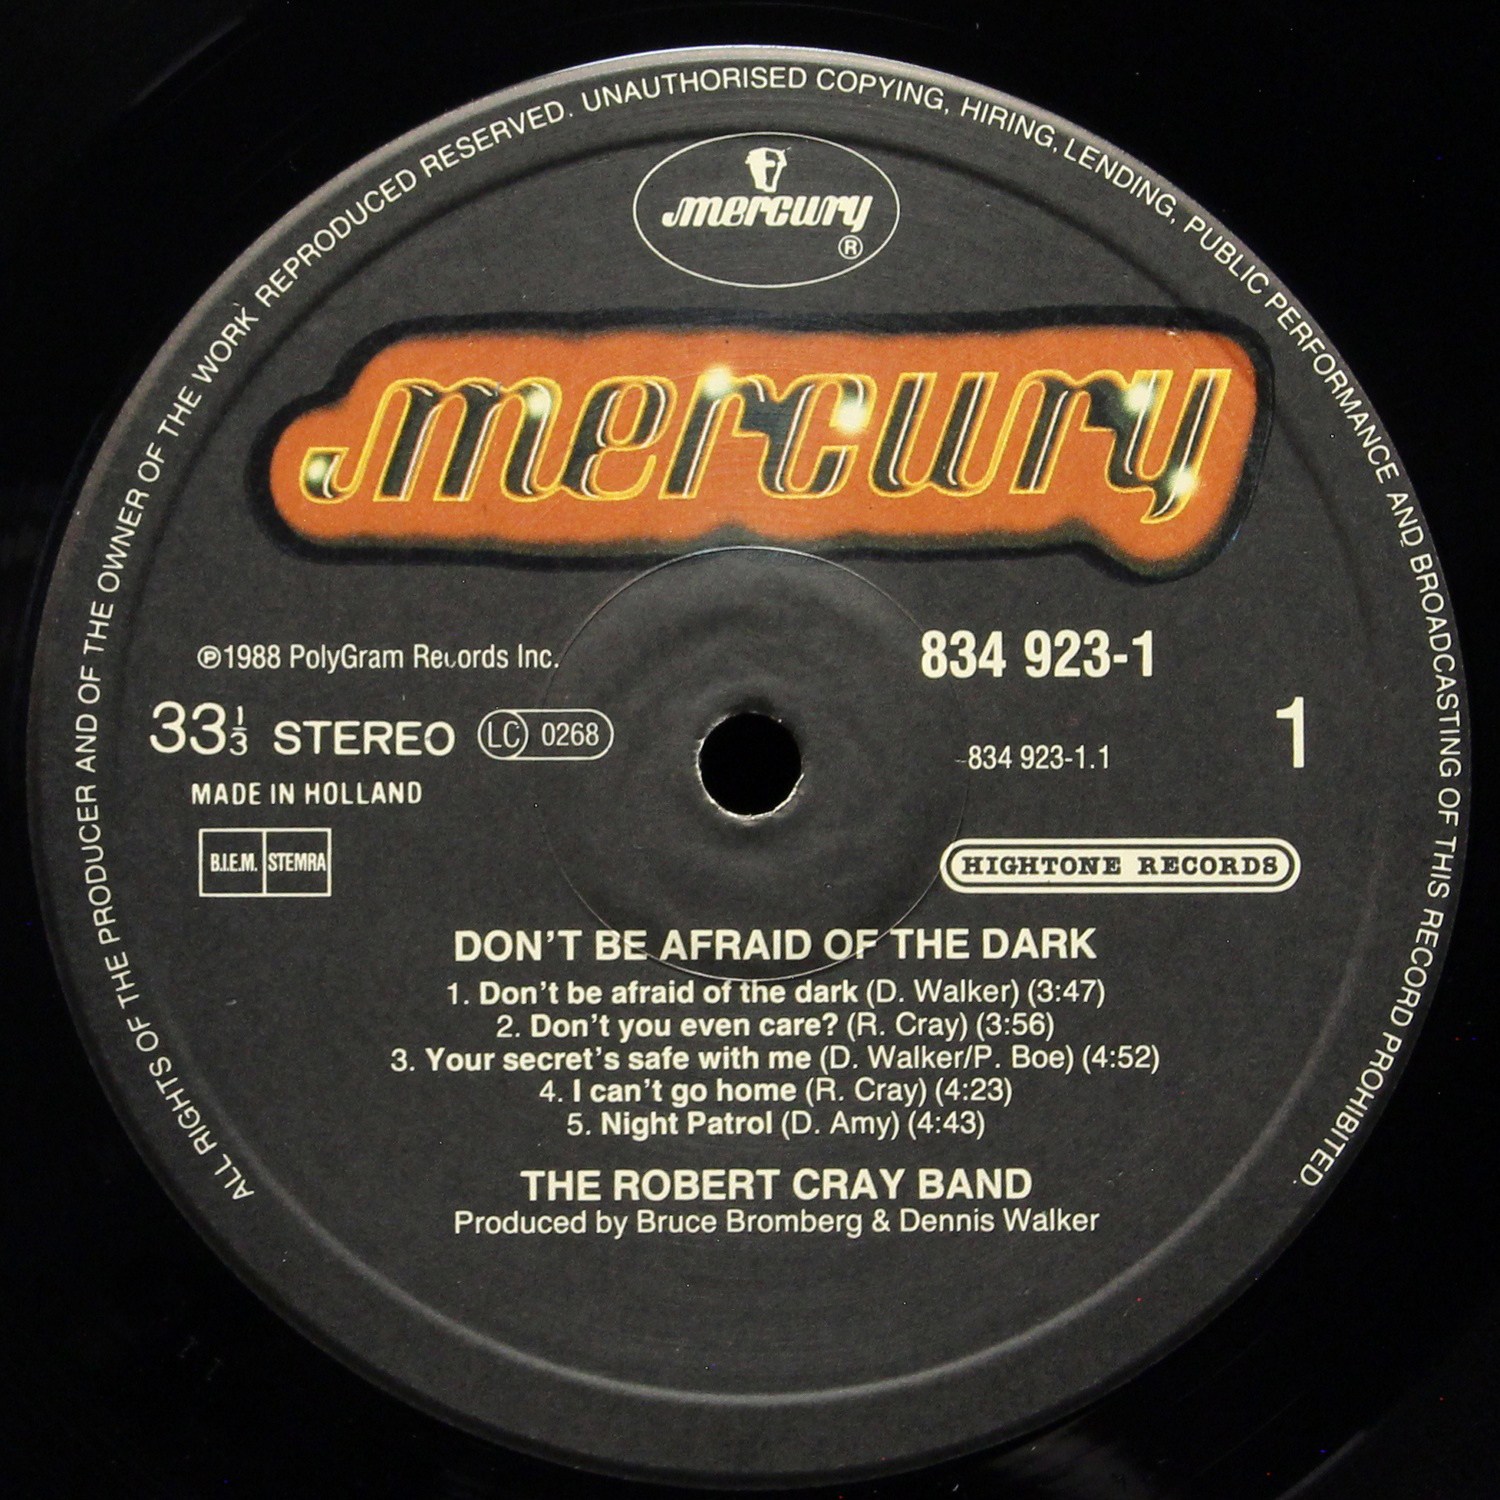 ALL RIGHTS OF THE PRODUCER AND OF THE OWNER OF THE WORK REPRODUCED RESERVED. UNAUTHORISED COPYING, HIRING, LENDING, PUBLIC PERFORMANCE AND BROADCASTING OF THIS RECORD PROHIBITED.
mercury
®
mercury
℗1988 PolyGram Records Inc.
834 923-1
33⅓ STEREO LC 0268
834 923-1.1
1
MADE IN HOLLAND
B.I.E.M. STEMRA
HIGHTONE RECORDS
DON'T BE AFRAID OF THE DARK
1. Don't be afraid of the dark (D. Walker) (3:47)
2. Don't you even care? (R. Cray) (3:56)
3. Your secret's safe with me (D. Walker/P. Boe) (4:52)
4. I can't go home (R. Cray) (4:23)
5. Night Patrol (D. Amy) (4:43)
THE ROBERT CRAY BAND
Produced by Bruce Bromberg & Dennis Walker